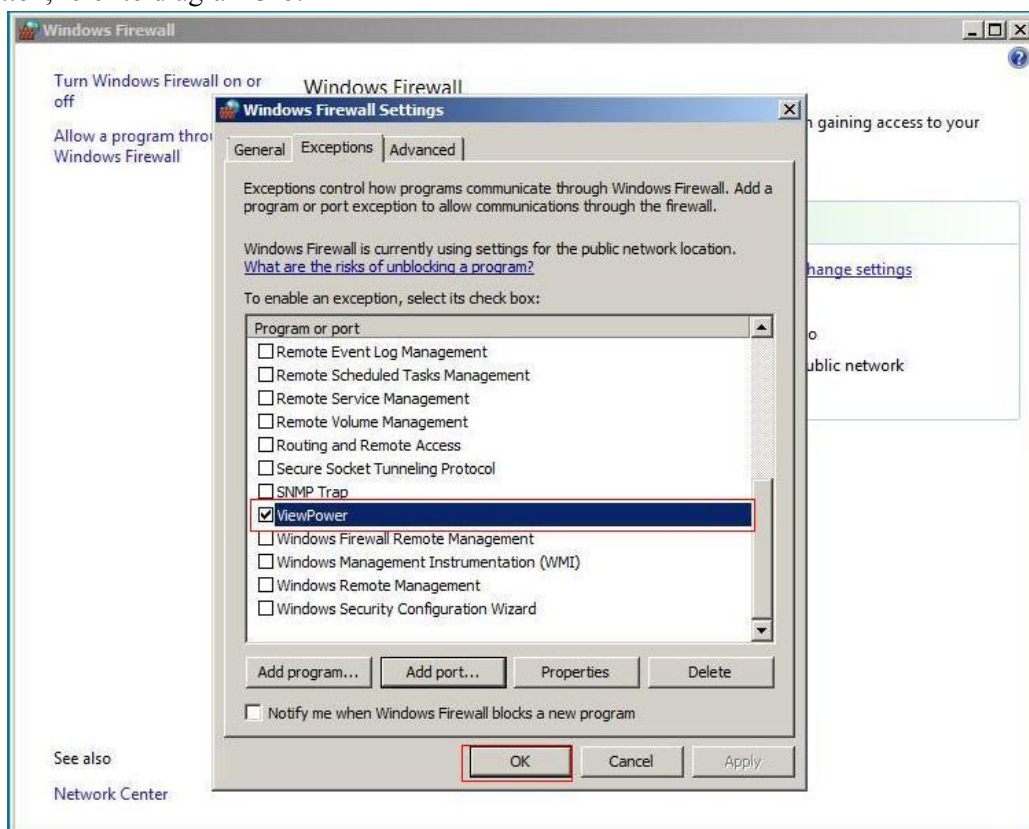 Windows Firewall
Turn Windows Firewall on or
off
Allow a program throu
Windows Firewall
Windows Firewall
n gaining access to your
hange settings
o
ublic network
Windows Firewall Settings
General Exceptions Advanced
Exceptions control how programs communicate through Windows Firewall. Add a
program or port exception to allow communications through the firewall.
Windows Firewall is currently using settings for the public network location.
What are the risks of unblocking a program?
To enable an exception, select its check box:
Program or port
Remote Event Log Management
Remote Scheduled Tasks Management
Remote Service Management
Remote Volume Management
Routing and Remote Access
Secure Socket Tunneling Protocol
SNMP Trap
ViewPower
Windows Firewall Remote Management
Windows Management Instrumentation (WMI)
Windows Remote Management
Windows Security Configuration Wizard
Add program... Add port... Properties Delete
Notify me when Windows Firewall blocks a new program
OK Cancel Apply
See also
Network Center